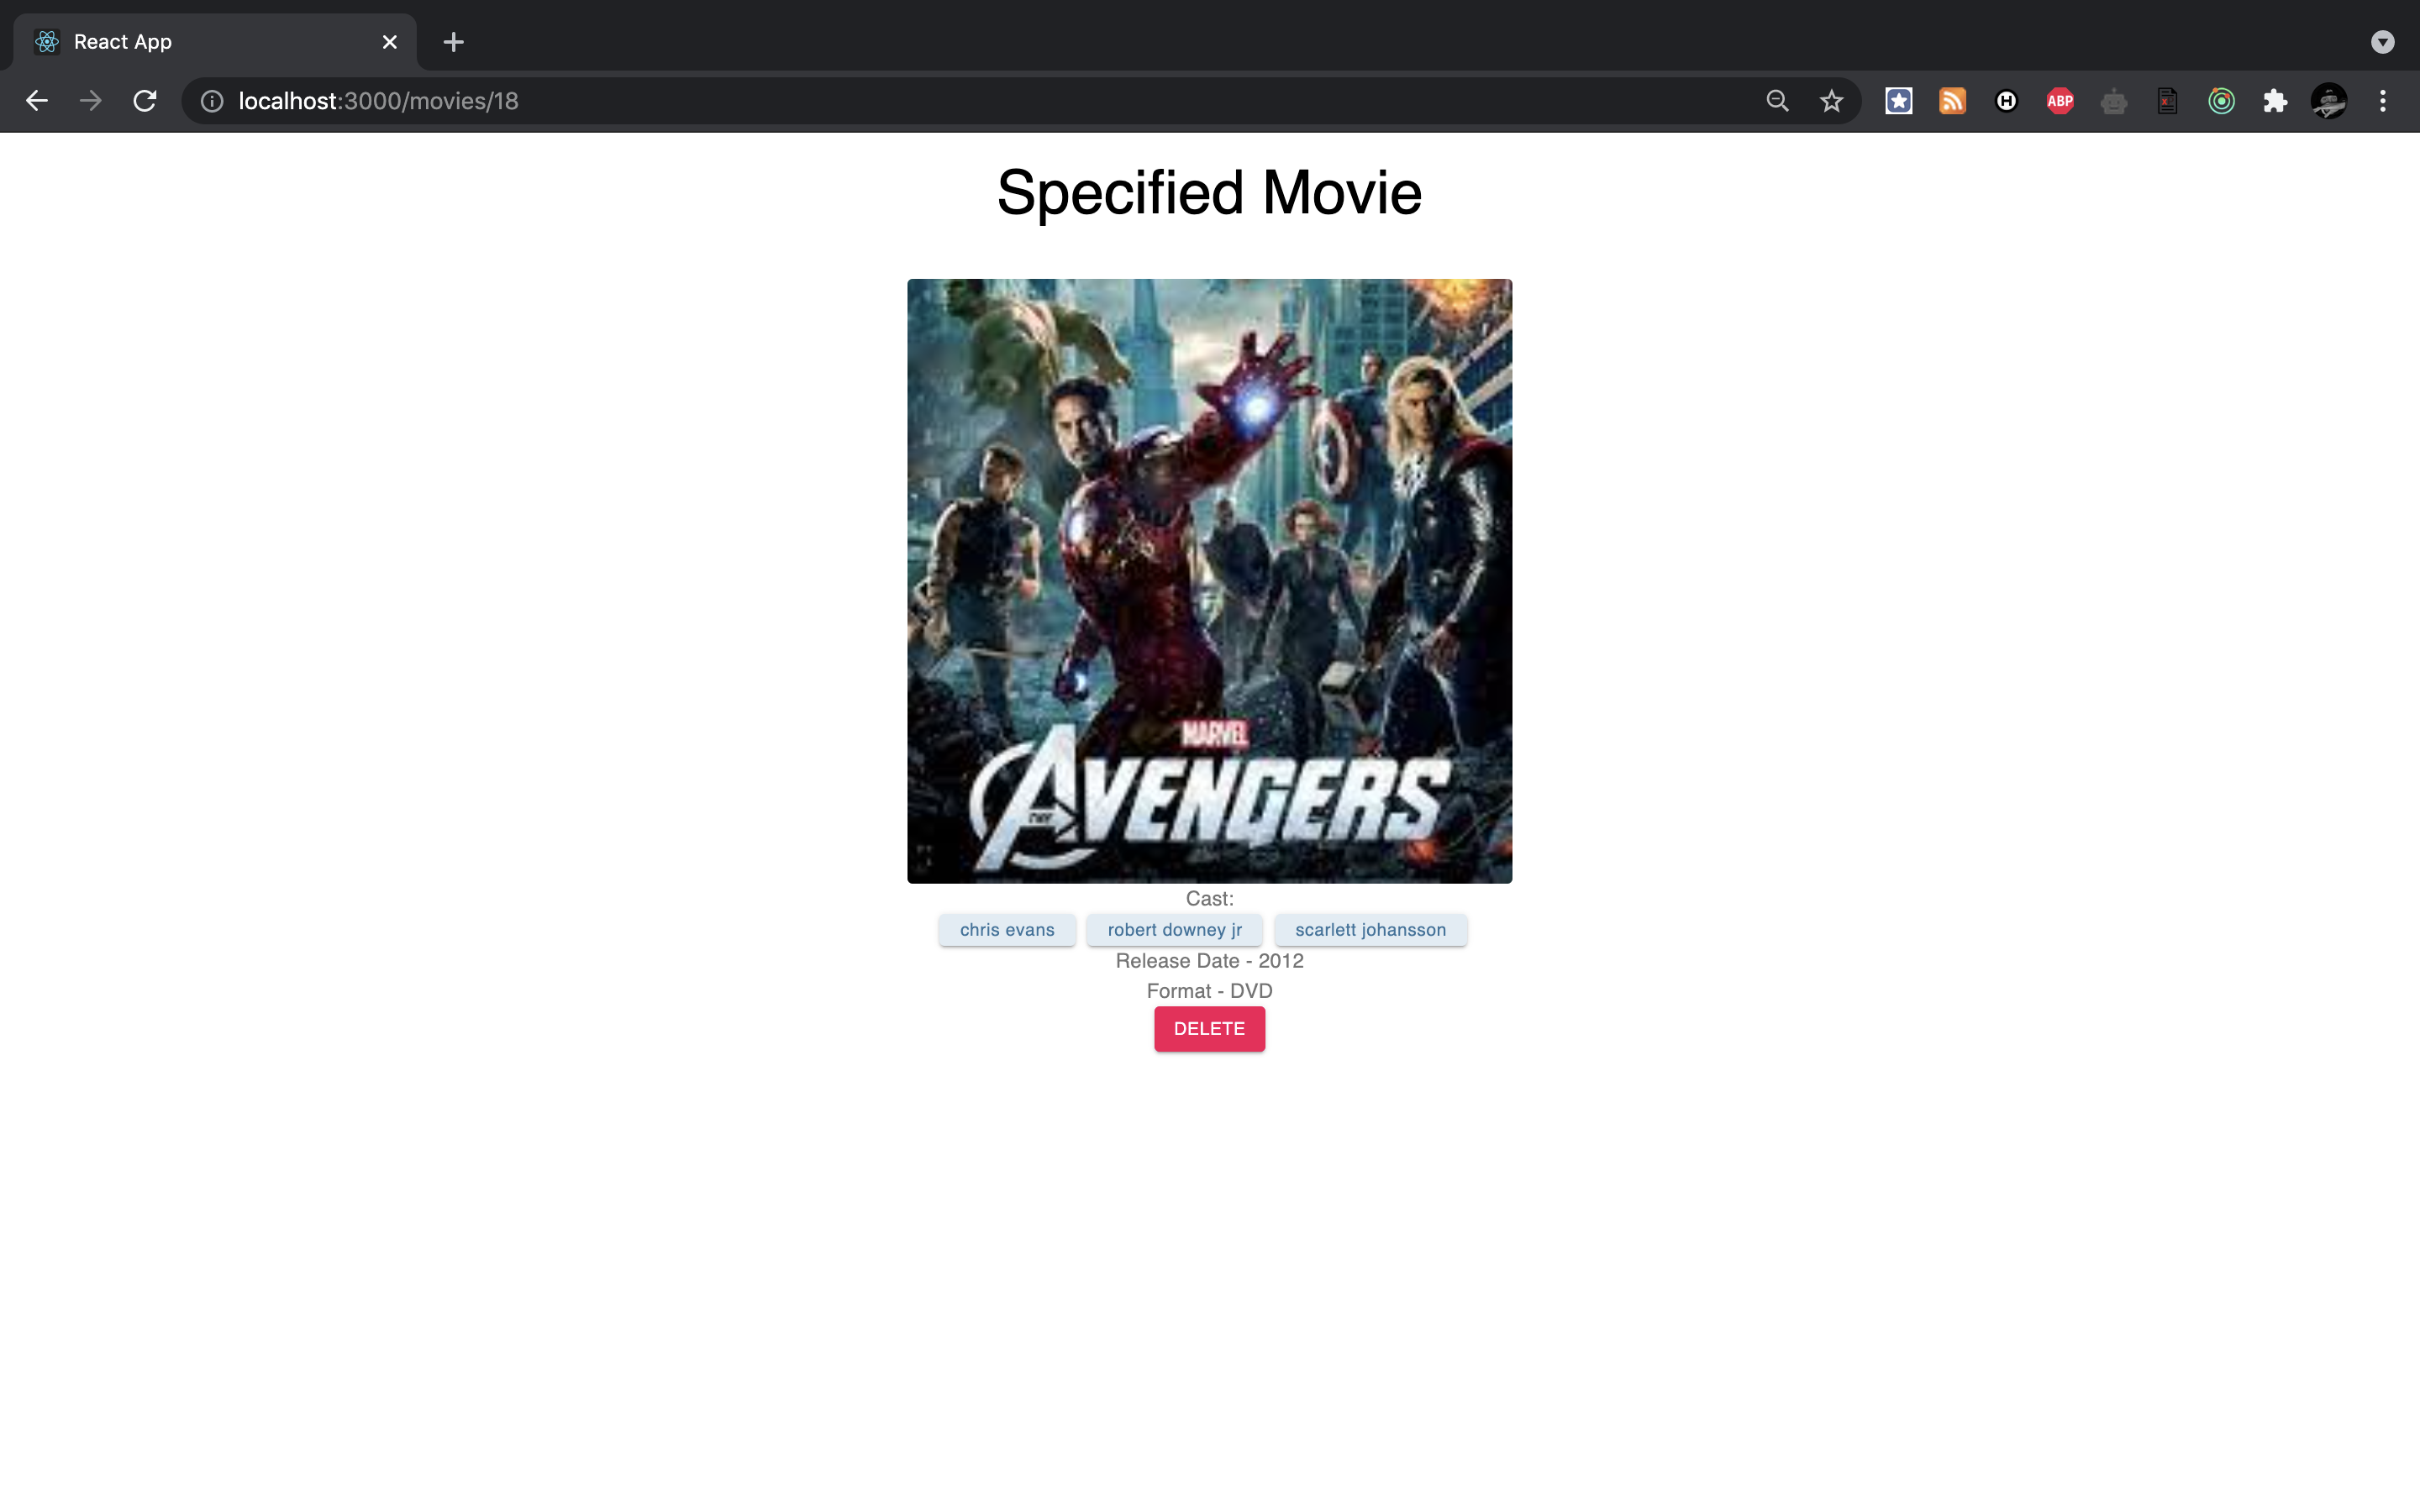 React App
localhost:3000/movies/18
ABP
Specified Movie
MARVEL
THE
AVENGERS
Cast:
chris evans robert downey jr scarlett johansson
Release Date - 2012
Format - DVD
DELETE